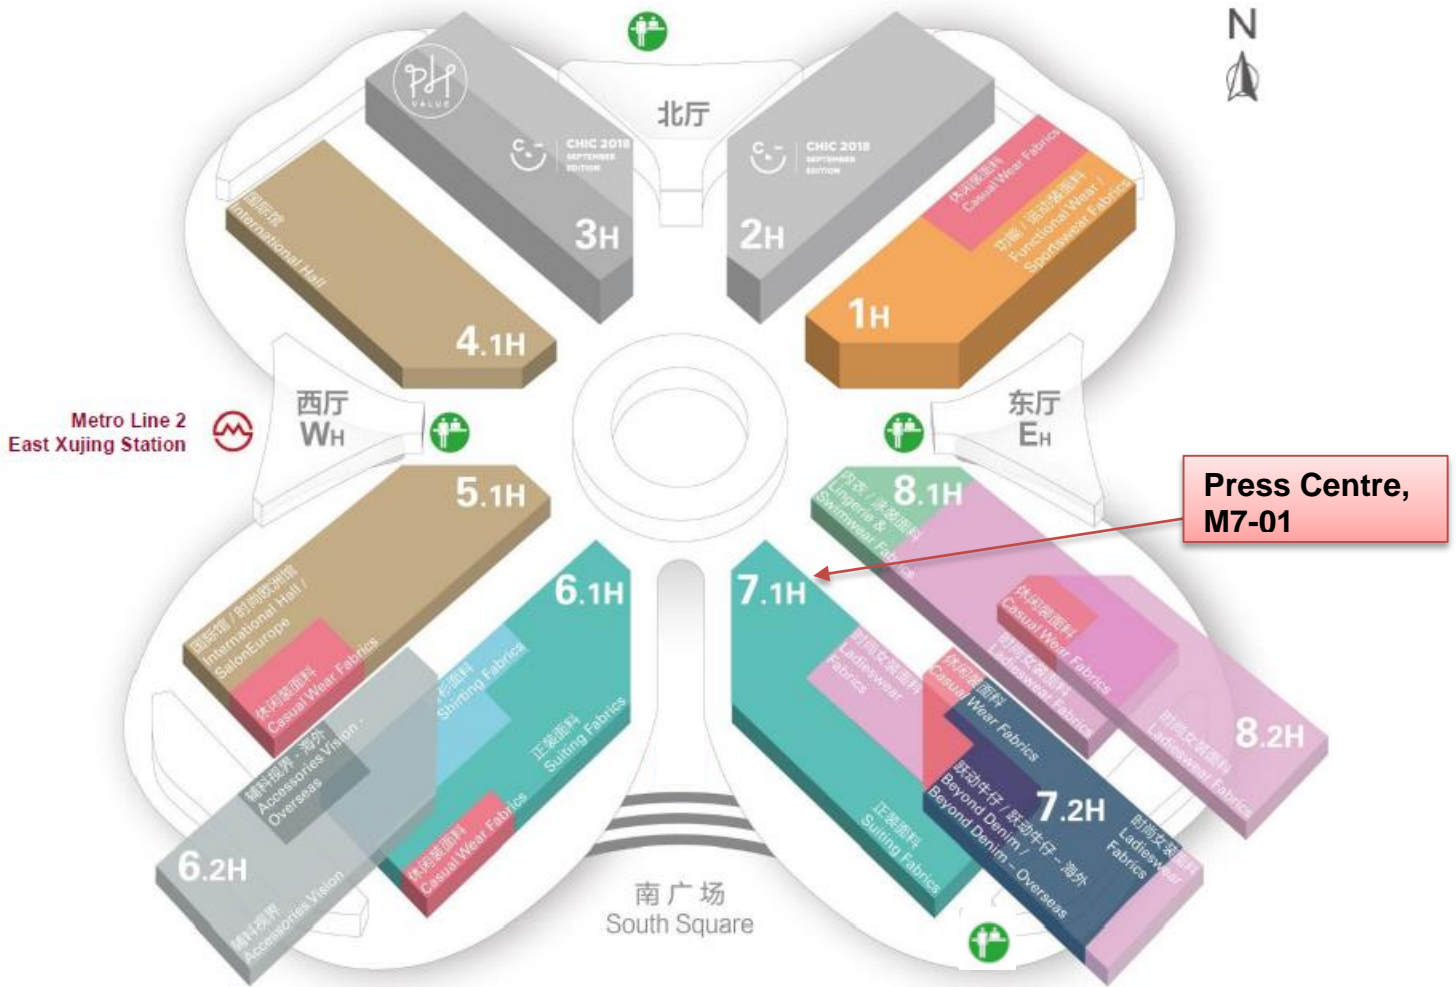 N
北厅
PH
VALUE
CHIC 2018
SEPTEMBER
EDITION
3H
CHIC 2018
SEPTEMBER
EDITION
2H
休闲装面料
Casual Wear Fabrics
功能 / 运动装面料
Functional Wear /
Sportswear Fabrics
1H
国际馆
International Hall
4.1H
Metro Line 2
East Xujing Station
西厅
WH
东厅
EH
Press Centre,
M7-01
5.1H
国际馆 / 时尚欧洲馆
International Hall /
SalonEurope
休闲装面料
Casual Wear Fabrics
8.1H
内衣 / 泳装面料
Lingerie &
Swimwear Fabrics
时尚女装面料
Ladieswear Fabrics
休闲装面料
Casual Wear Fabrics
8.2H
时尚女装面料
Ladieswear Fabrics
6.1H
衫面料
Shirting Fabrics
正装面料
Suiting Fabrics
休闲装面料
Casual Wear Fabrics
7.1H
时尚女装面料
Ladieswear
Fabrics
正装面料
Suiting Fabrics
休闲装面料
Casual Wear Fabrics
7.2H
跃动牛仔 / 跃动牛仔 - 海外
Beyond Denim /
Beyond Denim – Overseas
时尚女装面料
Ladieswear
Fabrics
6.2H
辅料视界 - 海外
Accessories Vision -
Overseas
辅料视界
Accessories Vision
南广场
South Square